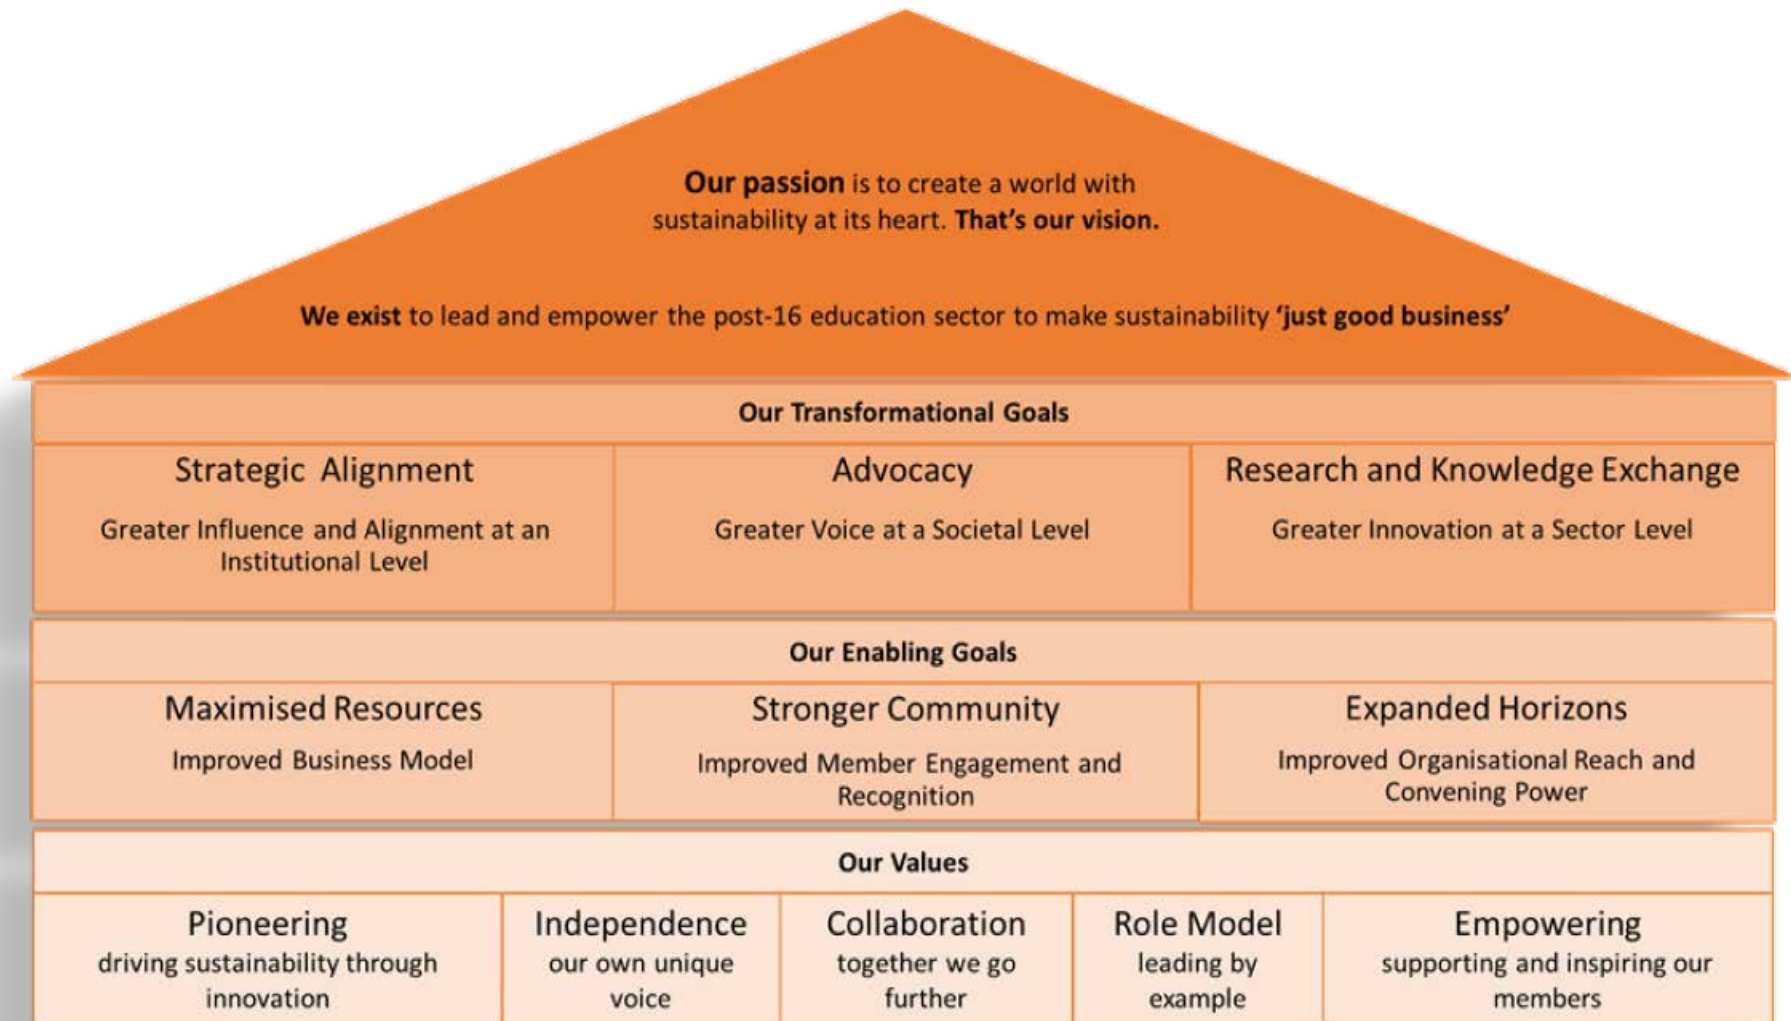 Our passion is to create a world with
sustainability at its heart. That's our vision.
We exist to lead and empower the post-16 education sector to make sustainability 'just good business'
Our Transformational Goals
Strategic Alignment
Greater Influence and Alignment at an
Institutional Level
Advocacy
Greater Voice at a Societal Level
Research and Knowledge Exchange
Greater Innovation at a Sector Level
Our Enabling Goals
Maximised Resources
Improved Business Model
Stronger Community
Improved Member Engagement and
Recognition
Expanded Horizons
Improved Organisational Reach and
Convening Power
Our Values
Pioneering
driving sustainability through
innovation
Independence
our own unique
voice
Collaboration
together we go
further
Role Model
leading by
example
Empowering
supporting and inspiring our
members